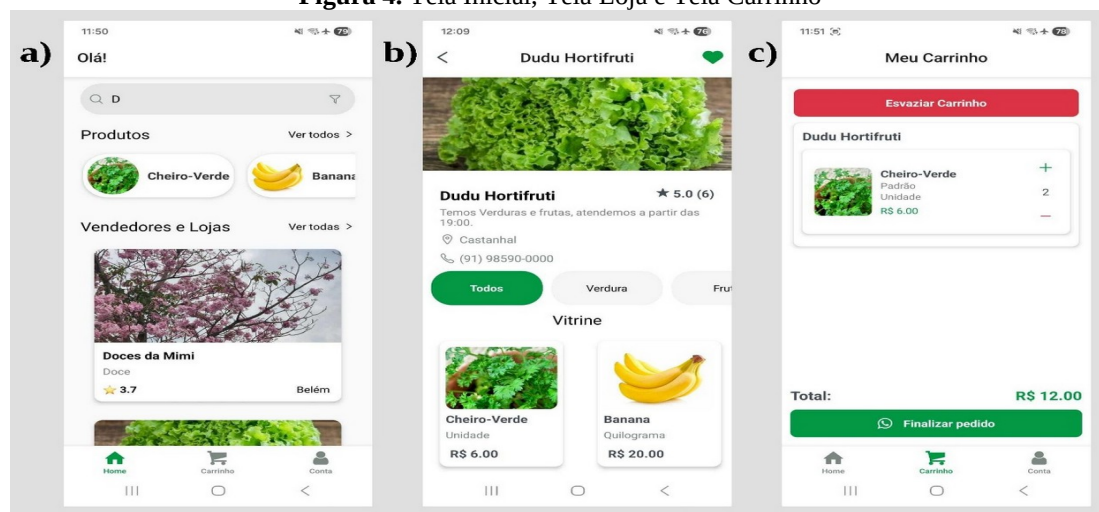 Figura 4. Tela Inicial, Tela Loja e Tela Carrinho
a)
11:50
79
Olá!
D
Produtos
Ver todos >
Cheiro-Verde
Banana
Vendedores e Lojas
Ver todas >
Doces da Mimi
Doce
3.7
Belém
Home
Carrinho
Conta
b)
12:09
76
Dudu Hortifruti
Dudu Hortifruti
★ 5.0 (6)
Temos Verduras e frutas, atendemos a partir das
19:00.
Castanhal
(91) 98590-0000
Todos
Verdura
Fru
Vitrine
Cheiro-Verde
Unidade
R$ 6.00
Banana
Quilograma
R$ 20.00
c)
11:51
78
Meu Carrinho
Esvaziar Carrinho
Dudu Hortifruti
Cheiro-Verde
Padrão
Unidade
R$ 6.00
+
2
−
Total:
R$ 12.00
Finalizar pedido
Home
Carrinho
Conta